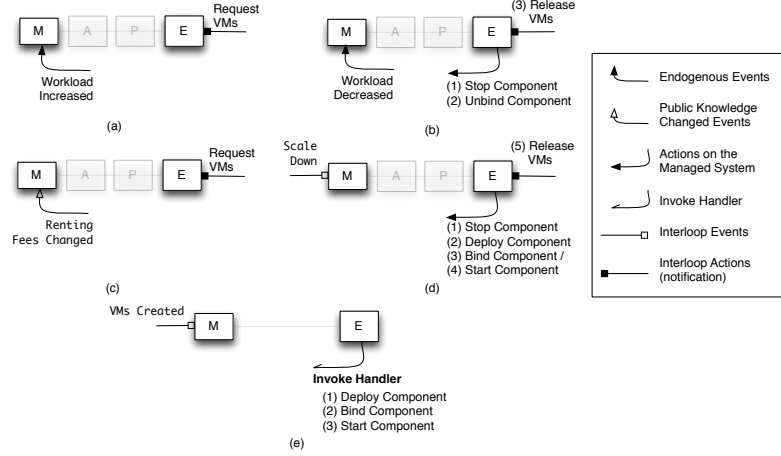 M
A
P
E
Request
VMs
Workload
Increased
(a)
M
A
P
E
(3) Release
VMs
Workload
Decreased
(1) Stop Component
(2) Unbind Component
(b)
M
A
P
E
Request
VMs
Renting
Fees Changed
(c)
Scale
Down
M
A
P
E
(5) Release
VMs
(1) Stop Component
(2) Deploy Component
(3) Bind Component /
(4) Start Component
(d)
VMs Created
M
E
Invoke Handler
(1) Deploy Component
(2) Bind Component
(3) Start Component
(e)
Endogenous Events
Public Knowledge
Changed Events
Actions on the
Managed System
Invoke Handler
Interloop Events
Interloop Actions
(notification)